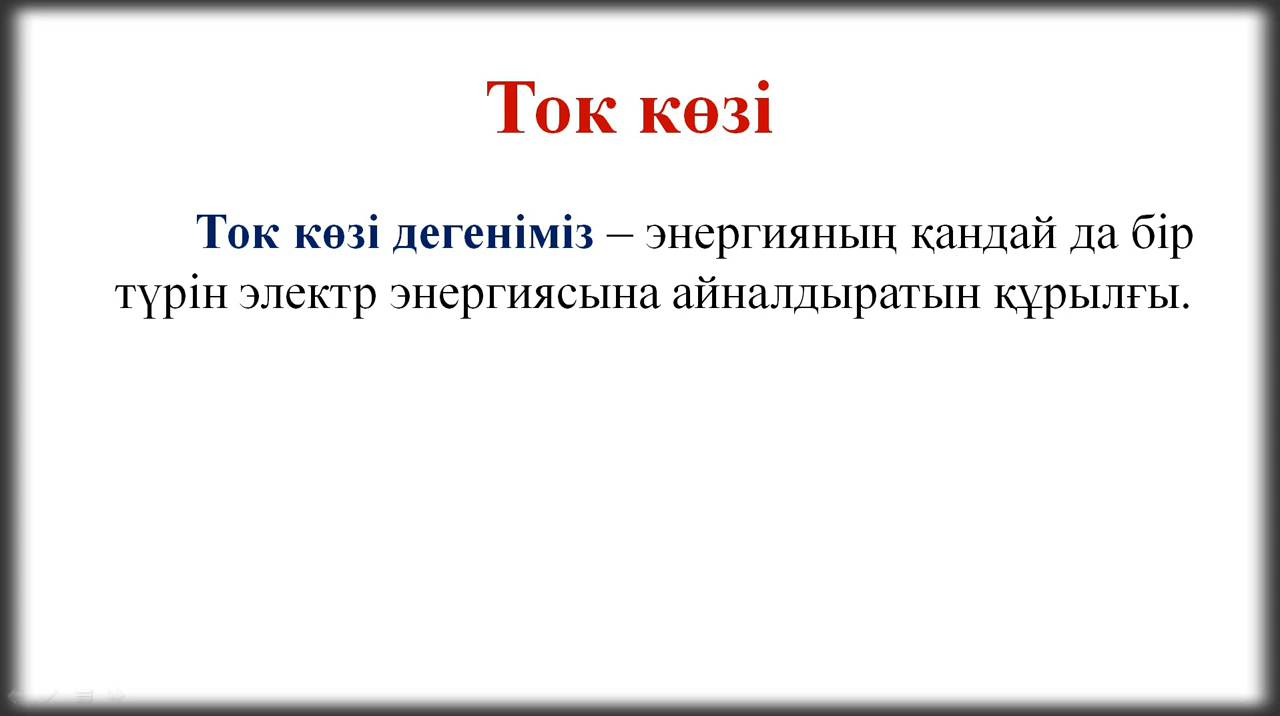 Ток көзі
Ток көзі дегеніміз – энергияның қандай да бір
түрін электр энергиясына айналдыратын құрылғы.